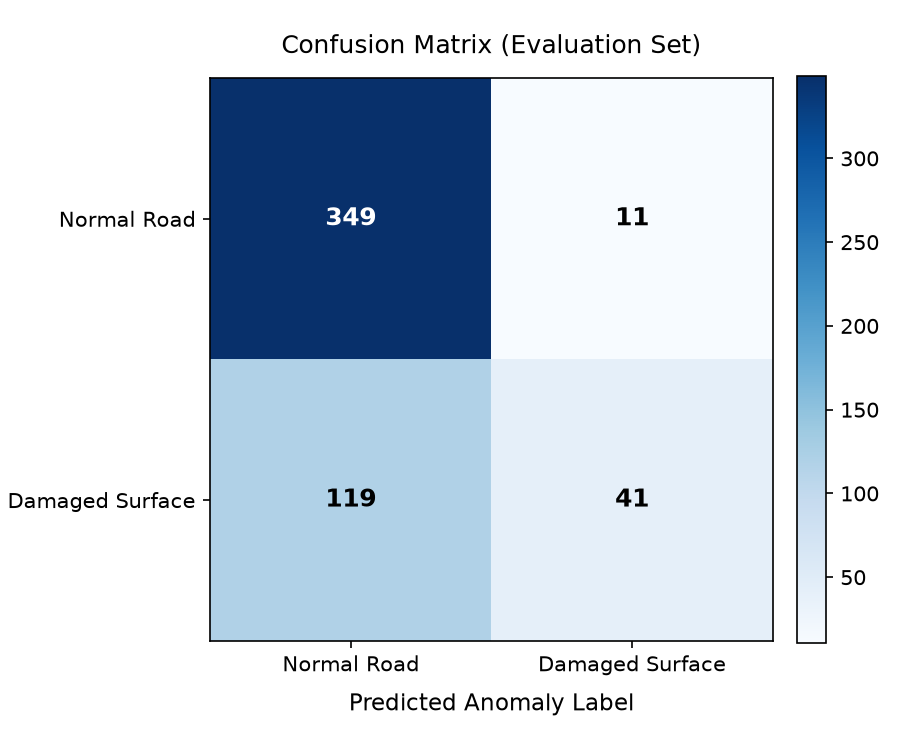 Confusion Matrix (Evaluation Set)
Normal Road
349
11
Damaged Surface
119
41
Normal Road
Damaged Surface
Predicted Anomaly Label
300
250
200
150
100
50